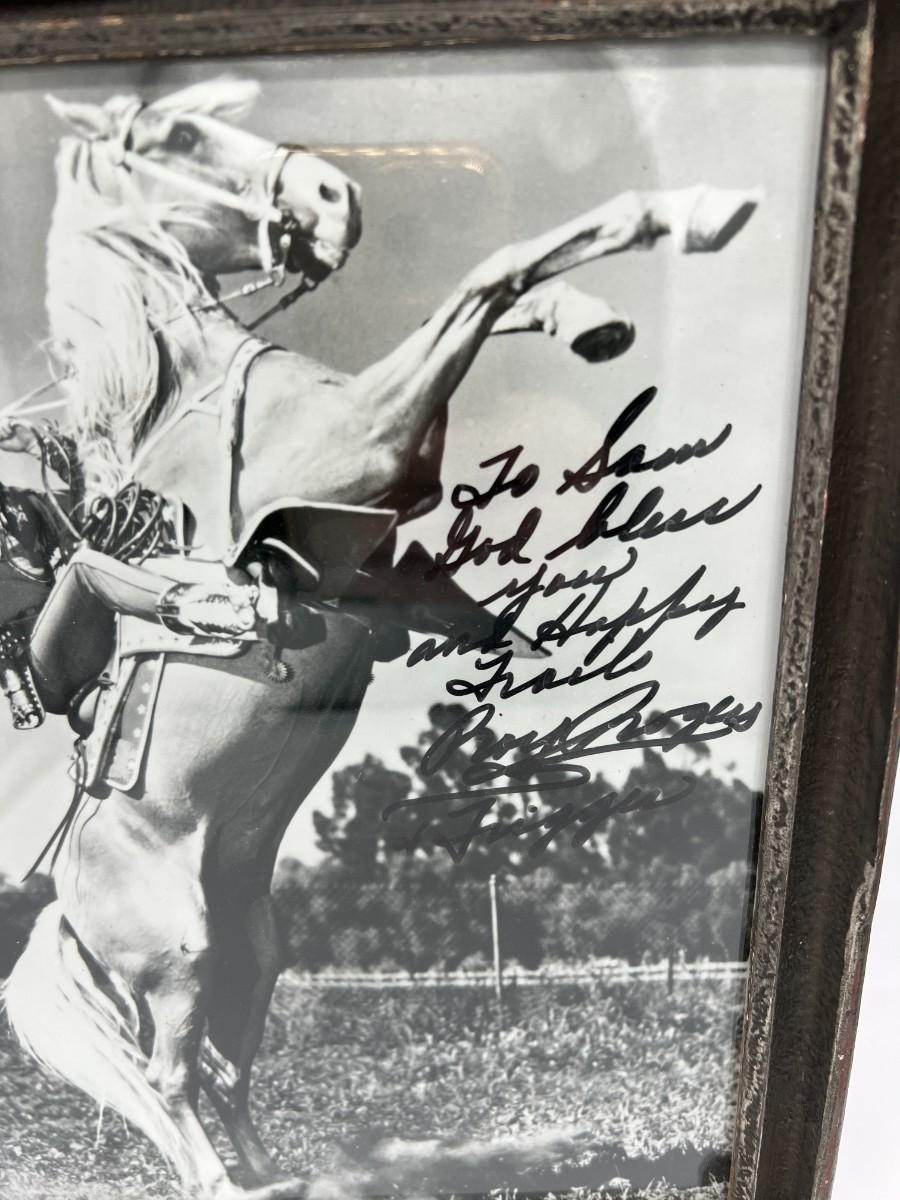 To Sam
God bless
you
and Happy
Trails
Roy Rogers
& Trigger